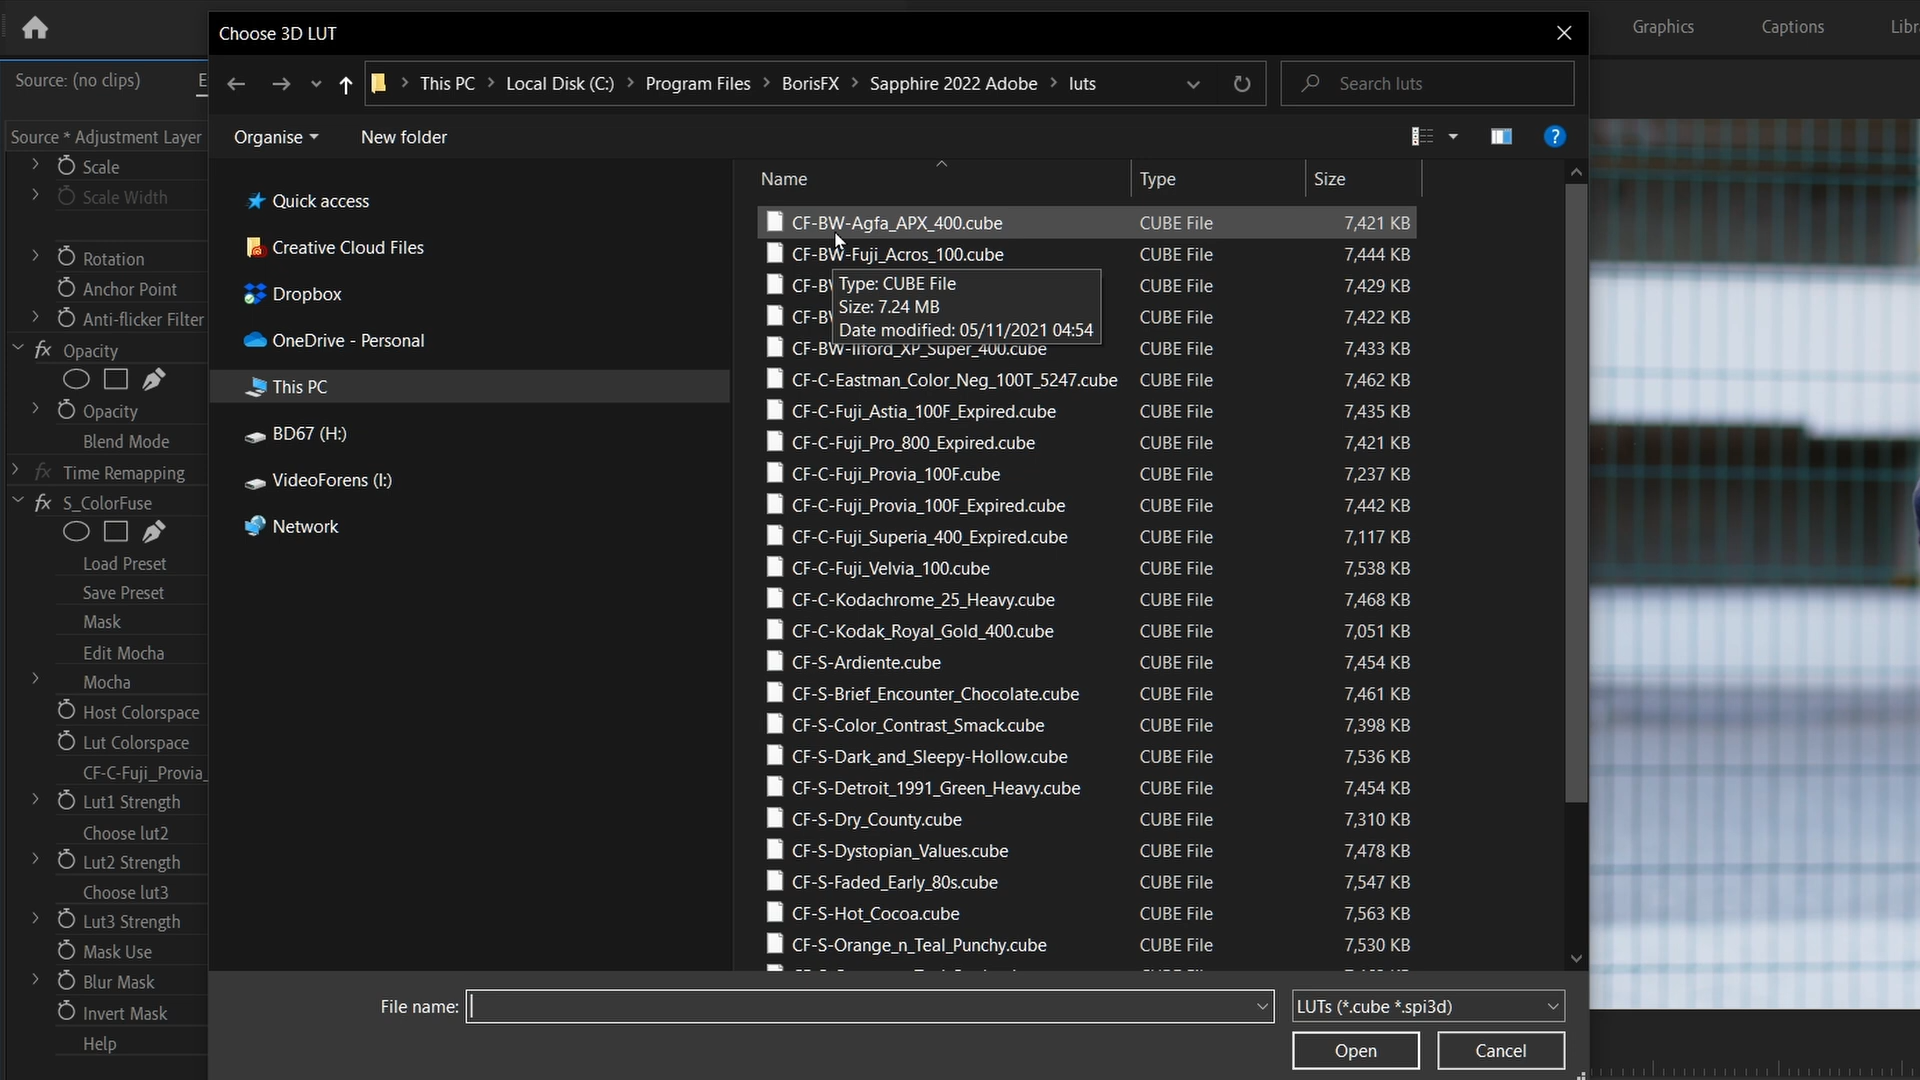 Choose 3D LUT
Graphics
Captions
Source: (no clips)
This PC > Local Disk (C:) > Program Files > BorisFX > Sapphire 2022 Adobe > luts
Search luts
Organise
New folder
Source * Adjustment Layer
Scale
Scale Width
Rotation
Anchor Point
Anti-flicker Filter
Opacity
Opacity
Blend Mode
Time Remapping
S_ColorFuse
Load Preset
Save Preset
Mask
Edit Mocha
Mocha
Host Colorspace
Lut Colorspace
CF-C-Fuji_Provia_
Lut1 Strength
Choose lut2
Lut2 Strength
Choose lut3
Lut3 Strength
Mask Use
Blur Mask
Invert Mask
Help
Quick access
Creative Cloud Files
Dropbox
OneDrive - Personal
This PC
BD67 (H:)
VideoForens (I:)
Network
Name Type Size
CF-BW-Agfa_APX_400.cube CUBE File 7,421 KB
CF-BW-Fuji_Acros_100.cube CUBE File 7,444 KB
CUBE File 7,429 KB
CUBE File 7,422 KB
CF-BW-Ilford_XP_Super_400.cube CUBE File 7,433 KB
CF-C-Eastman_Color_Neg_100T_5247.cube CUBE File 7,462 KB
CF-C-Fuji_Astia_100F_Expired.cube CUBE File 7,435 KB
CF-C-Fuji_Pro_800_Expired.cube CUBE File 7,421 KB
CF-C-Fuji_Provia_100F.cube CUBE File 7,237 KB
CF-C-Fuji_Provia_100F_Expired.cube CUBE File 7,442 KB
CF-C-Fuji_Superia_400_Expired.cube CUBE File 7,117 KB
CF-C-Fuji_Velvia_100.cube CUBE File 7,538 KB
CF-C-Kodachrome_25_Heavy.cube CUBE File 7,468 KB
CF-C-Kodak_Royal_Gold_400.cube CUBE File 7,051 KB
CF-S-Ardiente.cube CUBE File 7,454 KB
CF-S-Brief_Encounter_Chocolate.cube CUBE File 7,461 KB
CF-S-Color_Contrast_Smack.cube CUBE File 7,398 KB
CF-S-Dark_and_Sleepy-Hollow.cube CUBE File 7,536 KB
CF-S-Detroit_1991_Green_Heavy.cube CUBE File 7,454 KB
CF-S-Dry_County.cube CUBE File 7,310 KB
CF-S-Dystopian_Values.cube CUBE File 7,478 KB
CF-S-Faded_Early_80s.cube CUBE File 7,547 KB
CF-S-Hot_Cocoa.cube CUBE File 7,563 KB
CF-S-Orange_n_Teal_Punchy.cube CUBE File 7,530 KB
Type: CUBE File
Size: 7.24 MB
Date modified: 05/11/2021 04:54
File name:
LUTs (*.cube *.spi3d)
Open
Cancel